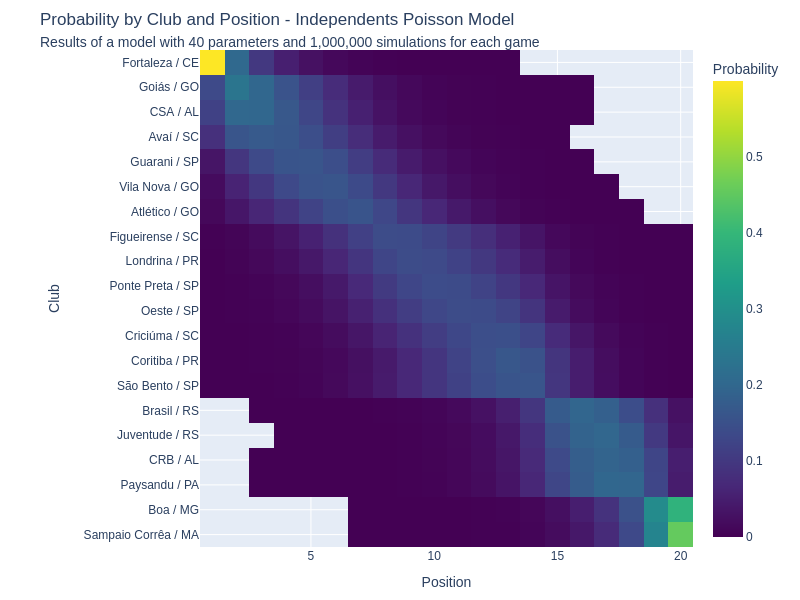 Probability by Club and Position - Independents Poisson Model
Results of a model with 40 parameters and 1,000,000 simulations for each game
Probability
Fortaleza / CE
Goiás / GO
CSA / AL
Avaí / SC
Guarani / SP
Vila Nova / GO
Atlético / GO
Figueirense / SC
Londrina / PR
Ponte Preta / SP
Oeste / SP
Criciúma / SC
Coritiba / PR
São Bento / SP
Brasil / RS
Juventude / RS
CRB / AL
Paysandu / PA
Boa / MG
Sampaio Corrêa / MA
Club
5
10
15
20
Position
0.5
0.4
0.3
0.2
0.1
0